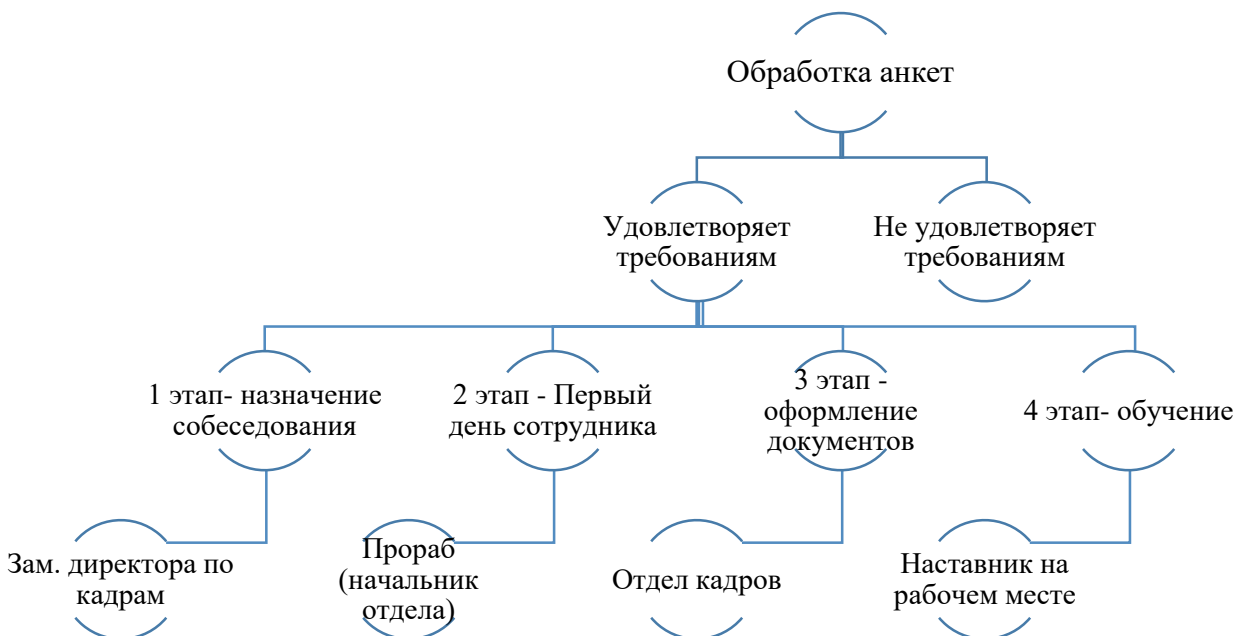 Обработка анкет
Удовлетворяет
требованиям
Не удовлетворяет
требованиям
1 этап- назначение
собеседования
2 этап - Первый
день сотрудника
3 этап -
оформление
документов
4 этап- обучение
Зам. директора по
кадрам
Прораб
(начальник
отдела)
Отдел кадров
Наставник на
рабочем месте